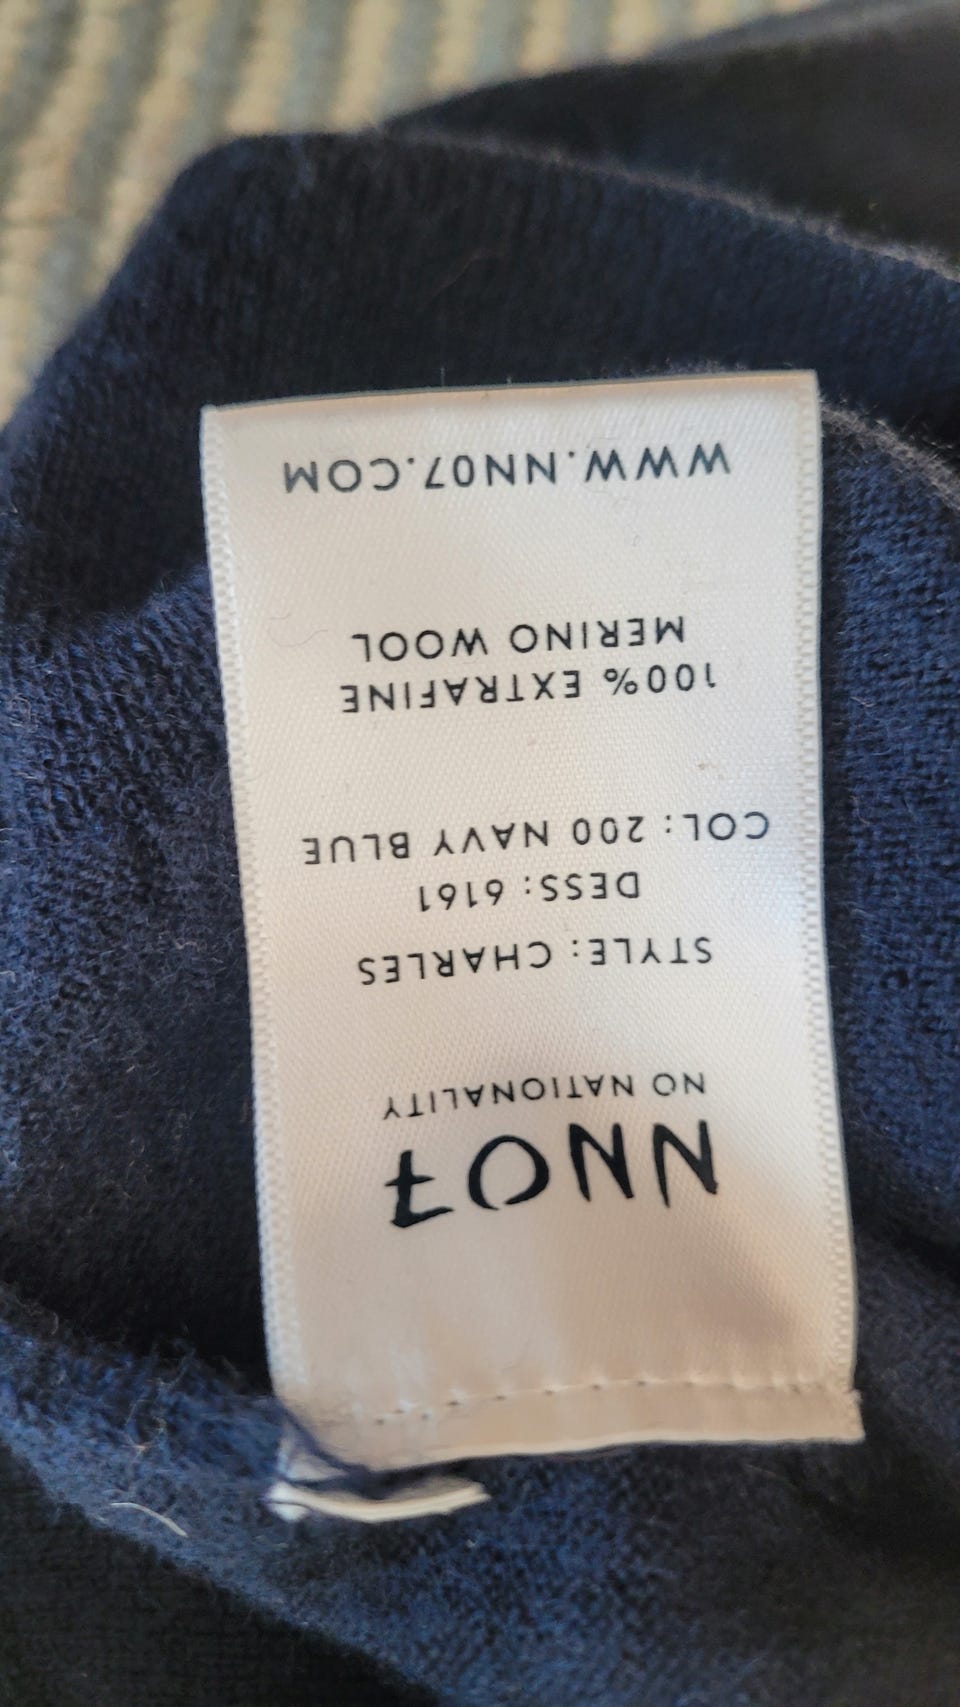 NN07
NO NATIONALITY
STYLE: CHARLES
DESS: 6161
COL: 200 NAVY BLUE
100% EXTRAFINE
MERINO WOOL
WWW.NN07.COM